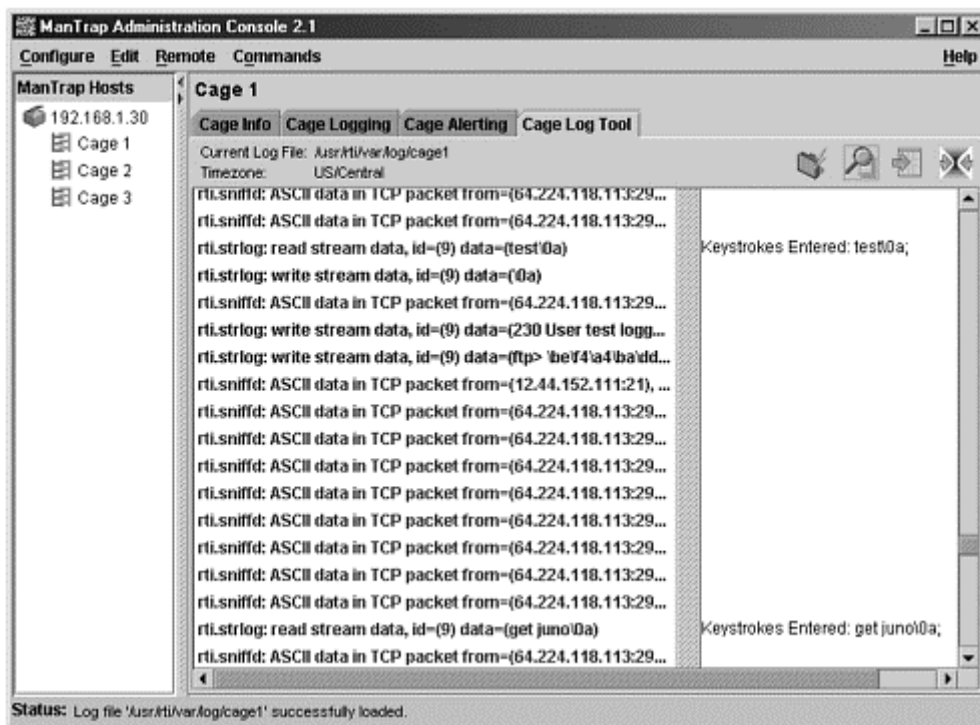 ManTrap Administration Console 2.1
Configure Edit Remote Commands Help
ManTrap Hosts
192.168.1.30
Cage 1
Cage 2
Cage 3
Cage 1
Cage Info Cage Logging Cage Alerting Cage Log Tool
Current Log File: /usr/rti/var/log/cage1
Timezone: US/Central
rti.sniffd: ASCII data in TCP packet from=(64.224.118.113:29...
rti.sniffd: ASCII data in TCP packet from=(64.224.118.113:29...
rti.strlog: read stream data, id=(9) data=(test\0a) Keystrokes Entered: test\0a;
rti.strlog: write stream data, id=(9) data=(\0a)
rti.sniffd: ASCII data in TCP packet from=(64.224.118.113:29...
rti.strlog: write stream data, id=(9) data=(230 User test logg...
rti.strlog: write stream data, id=(9) data=(ftp> \be\f4\a4\ba\dd...
rti.sniffd: ASCII data in TCP packet from=(12.44.152.111:21), ...
rti.sniffd: ASCII data in TCP packet from=(64.224.118.113:29...
rti.sniffd: ASCII data in TCP packet from=(64.224.118.113:29...
rti.sniffd: ASCII data in TCP packet from=(64.224.118.113:29...
rti.sniffd: ASCII data in TCP packet from=(64.224.118.113:29...
rti.sniffd: ASCII data in TCP packet from=(64.224.118.113:29...
rti.sniffd: ASCII data in TCP packet from=(64.224.118.113:29...
rti.sniffd: ASCII data in TCP packet from=(64.224.118.113:29...
rti.sniffd: ASCII data in TCP packet from=(64.224.118.113:29...
rti.strlog: read stream data, id=(9) data=(get juno\0a) Keystrokes Entered: get juno\0a;
rti.sniffd: ASCII data in TCP packet from=(64.224.118.113:29...
Status: Log file '/usr/rti/var/log/cage1' successfully loaded.